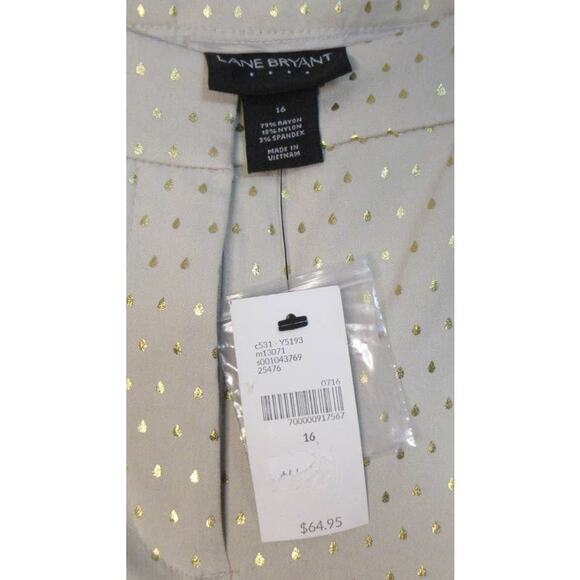 LANE BRYANT
16
79% RAYON
18% NYLON
3% SPANDEX
MADE IN
VIETNAM
c531 - Y5193
m13071
s001043769
25476
0716
700000917567
16
$64.95